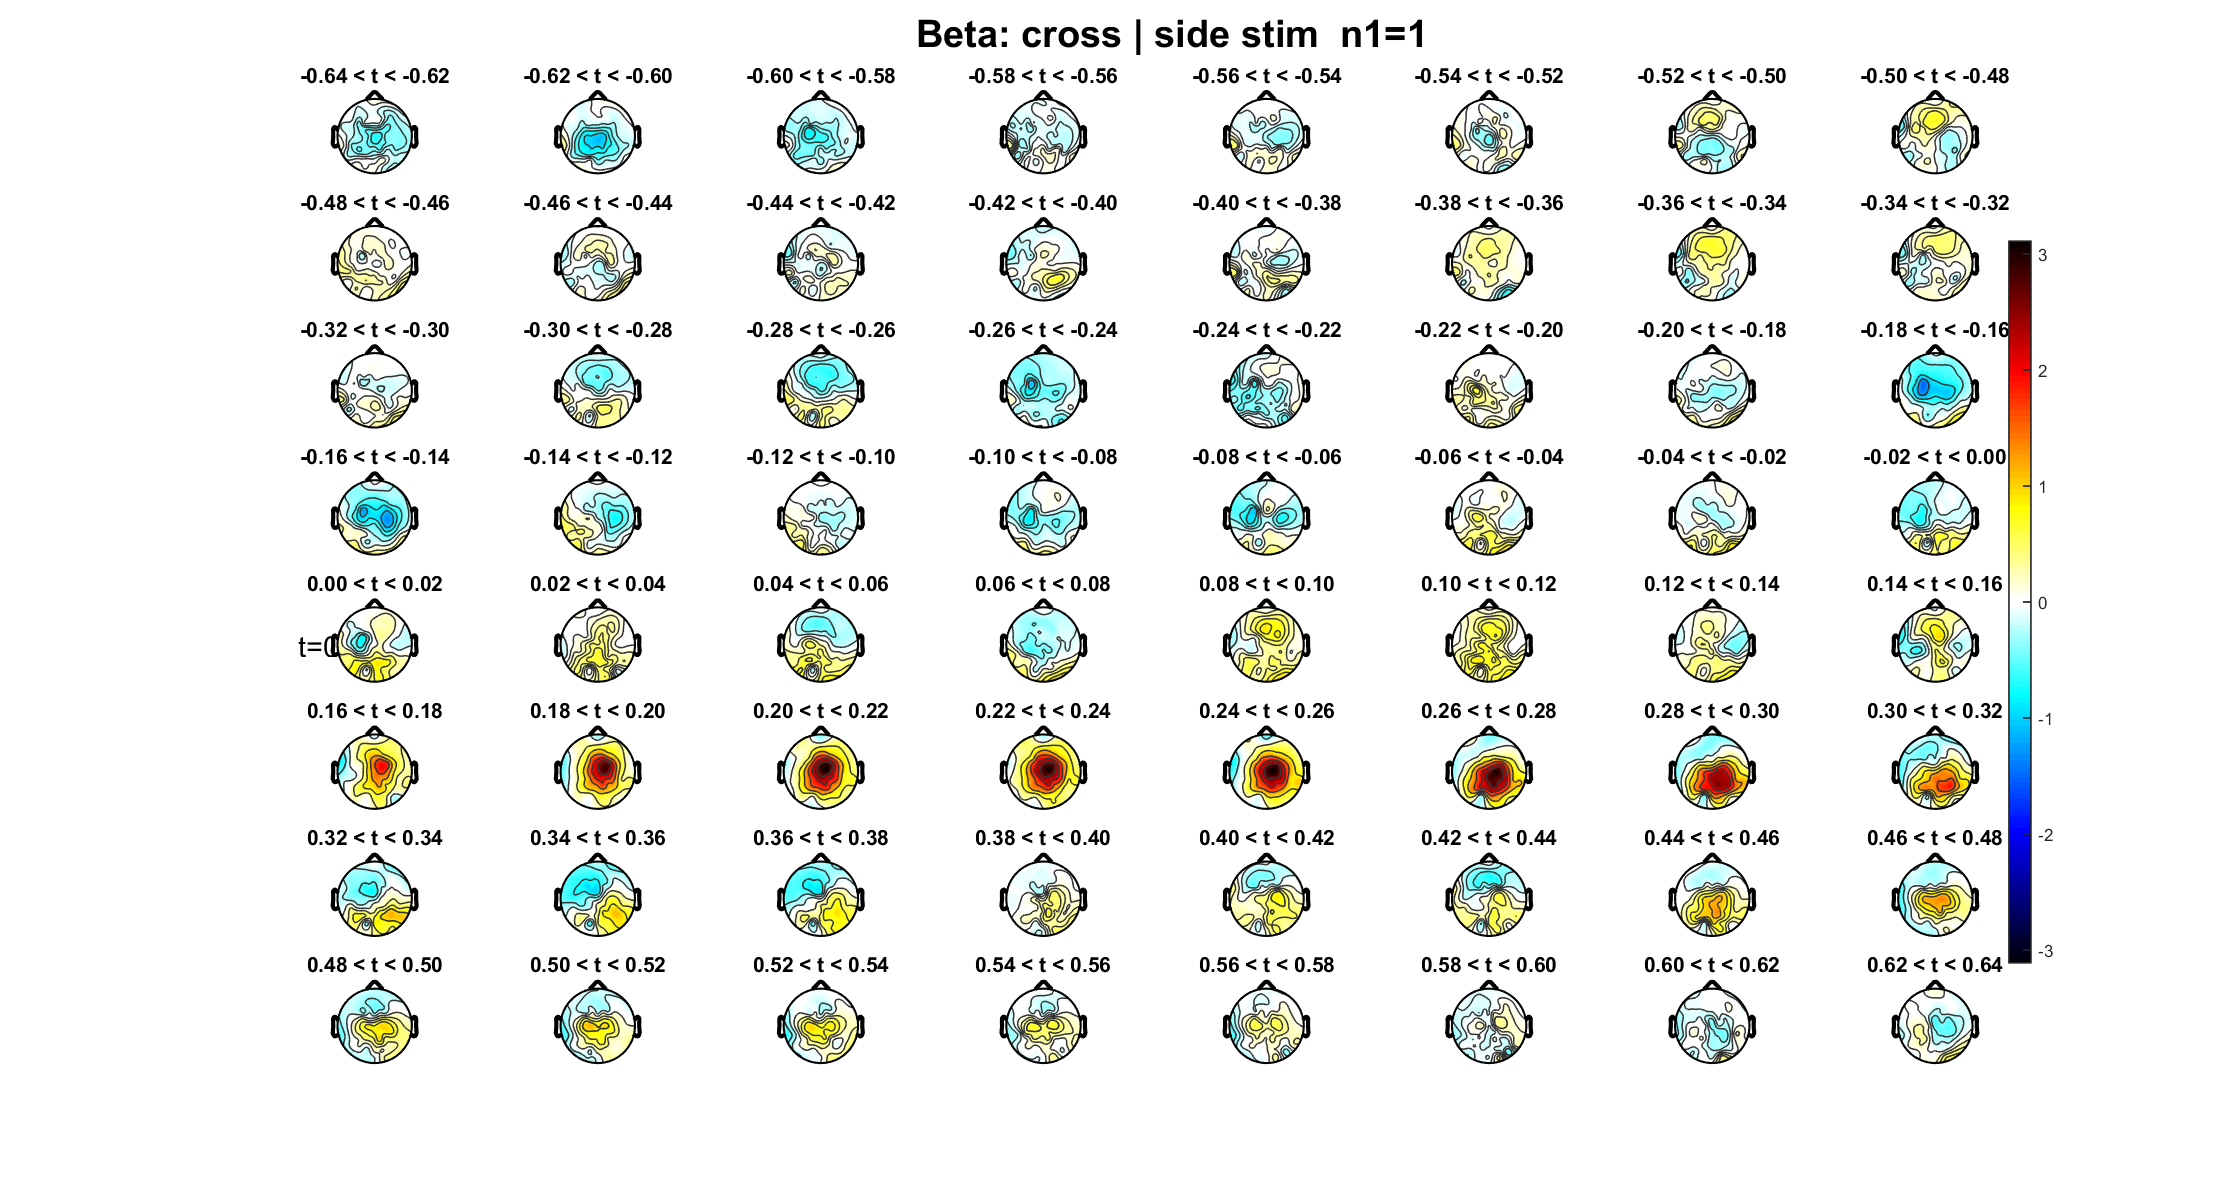 Beta: cross | side stim  n1=1
-0.64 < t < -0.62 -0.62 < t < -0.60 -0.60 < t < -0.58 -0.58 < t < -0.56 -0.56 < t < -0.54 -0.54 < t < -0.52 -0.52 < t < -0.50 -0.50 < t < -0.48
-0.48 < t < -0.46 -0.46 < t < -0.44 -0.44 < t < -0.42 -0.42 < t < -0.40 -0.40 < t < -0.38 -0.38 < t < -0.36 -0.36 < t < -0.34 -0.34 < t < -0.32
3
-0.32 < t < -0.30 -0.30 < t < -0.28 -0.28 < t < -0.26 -0.26 < t < -0.24 -0.24 < t < -0.22 -0.22 < t < -0.20 -0.20 < t < -0.18 -0.18 < t < -0.16
2
-0.16 < t < -0.14 -0.14 < t < -0.12 -0.12 < t < -0.10 -0.10 < t < -0.08 -0.08 < t < -0.06 -0.06 < t < -0.04 -0.04 < t < -0.02 -0.02 < t < 0.00
1
0.00 < t < 0.02 0.02 < t < 0.04 0.04 < t < 0.06 0.06 < t < 0.08 0.08 < t < 0.10 0.10 < t < 0.12 0.12 < t < 0.14 0.14 < t < 0.16
0
t=0
0.16 < t < 0.18 0.18 < t < 0.20 0.20 < t < 0.22 0.22 < t < 0.24 0.24 < t < 0.26 0.26 < t < 0.28 0.28 < t < 0.30 0.30 < t < 0.32
-1
0.32 < t < 0.34 0.34 < t < 0.36 0.36 < t < 0.38 0.38 < t < 0.40 0.40 < t < 0.42 0.42 < t < 0.44 0.44 < t < 0.46 0.46 < t < 0.48
-2
-3
0.48 < t < 0.50 0.50 < t < 0.52 0.52 < t < 0.54 0.54 < t < 0.56 0.56 < t < 0.58 0.58 < t < 0.60 0.60 < t < 0.62 0.62 < t < 0.64